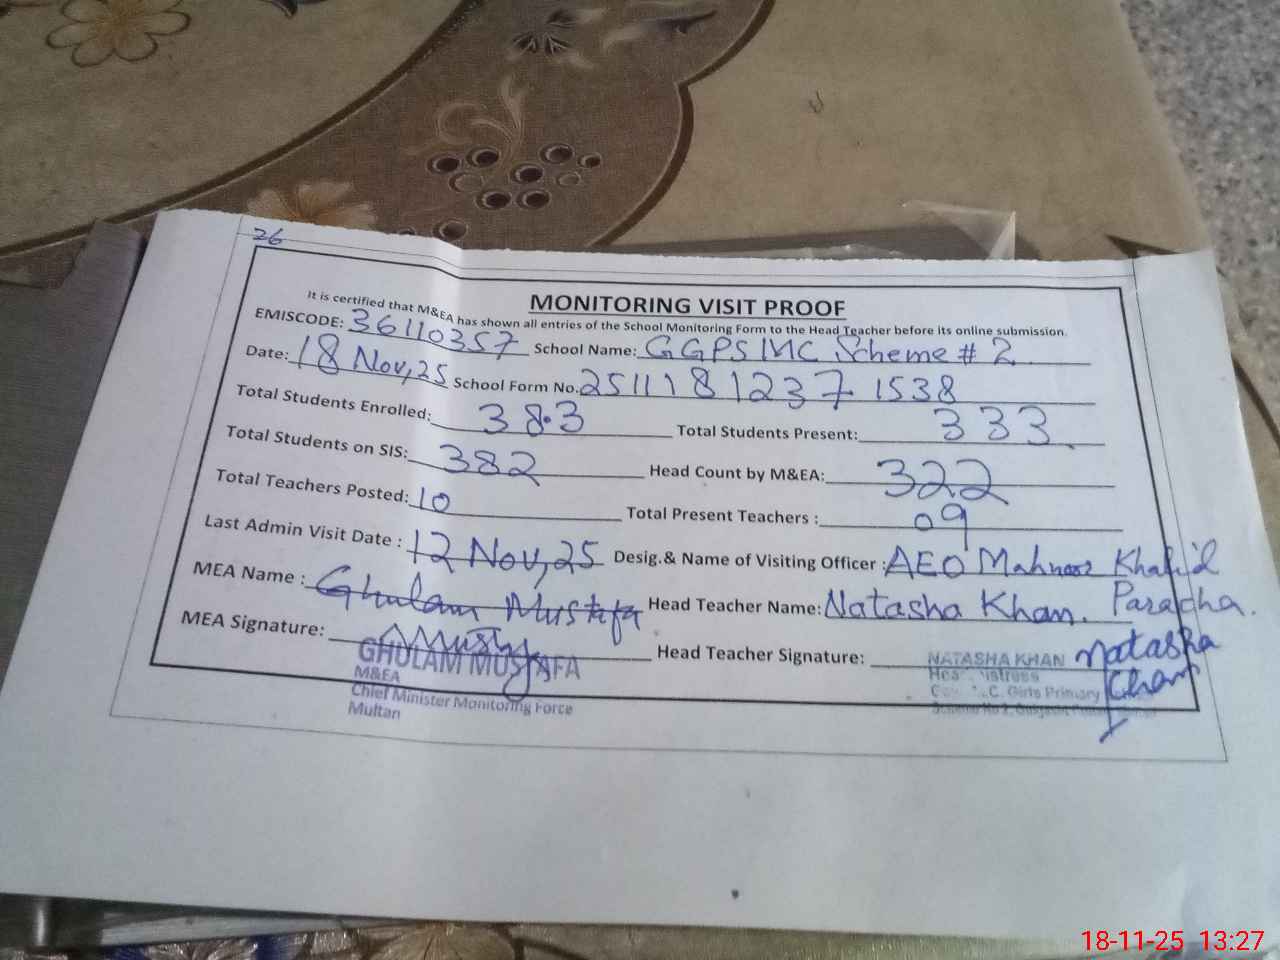 26
MONITORING VISIT PROOF
It is certified that M&EA has shown all entries of the School Monitoring Form to the Head Teacher before its online submission.
EMISCODE: 36110357 School Name: GGPS MC Scheme # 2
Date: 18 Nov, 25 School Form No. 2511181237 1538
Total Students Enrolled: 383 Total Students Present: 333
Total Students on SIS: 382 Head Count by M&EA: 322
Total Teachers Posted: 10 Total Present Teachers : 09
Last Admin Visit Date : 12 Nov, 25 Desig.& Name of Visiting Officer : AEO Mahnoor Khalid Paracha.
MEA Name : Ghulam Mustafa Head Teacher Name: Natasha Khan.
MEA Signature: Head Teacher Signature: Natasha Khan
GHULAM MUSTAFA
M&EA
Chief Minister Monitoring Force
Multan
NATASHA KHAN
C. Girls Primary
18-11-25 13:27